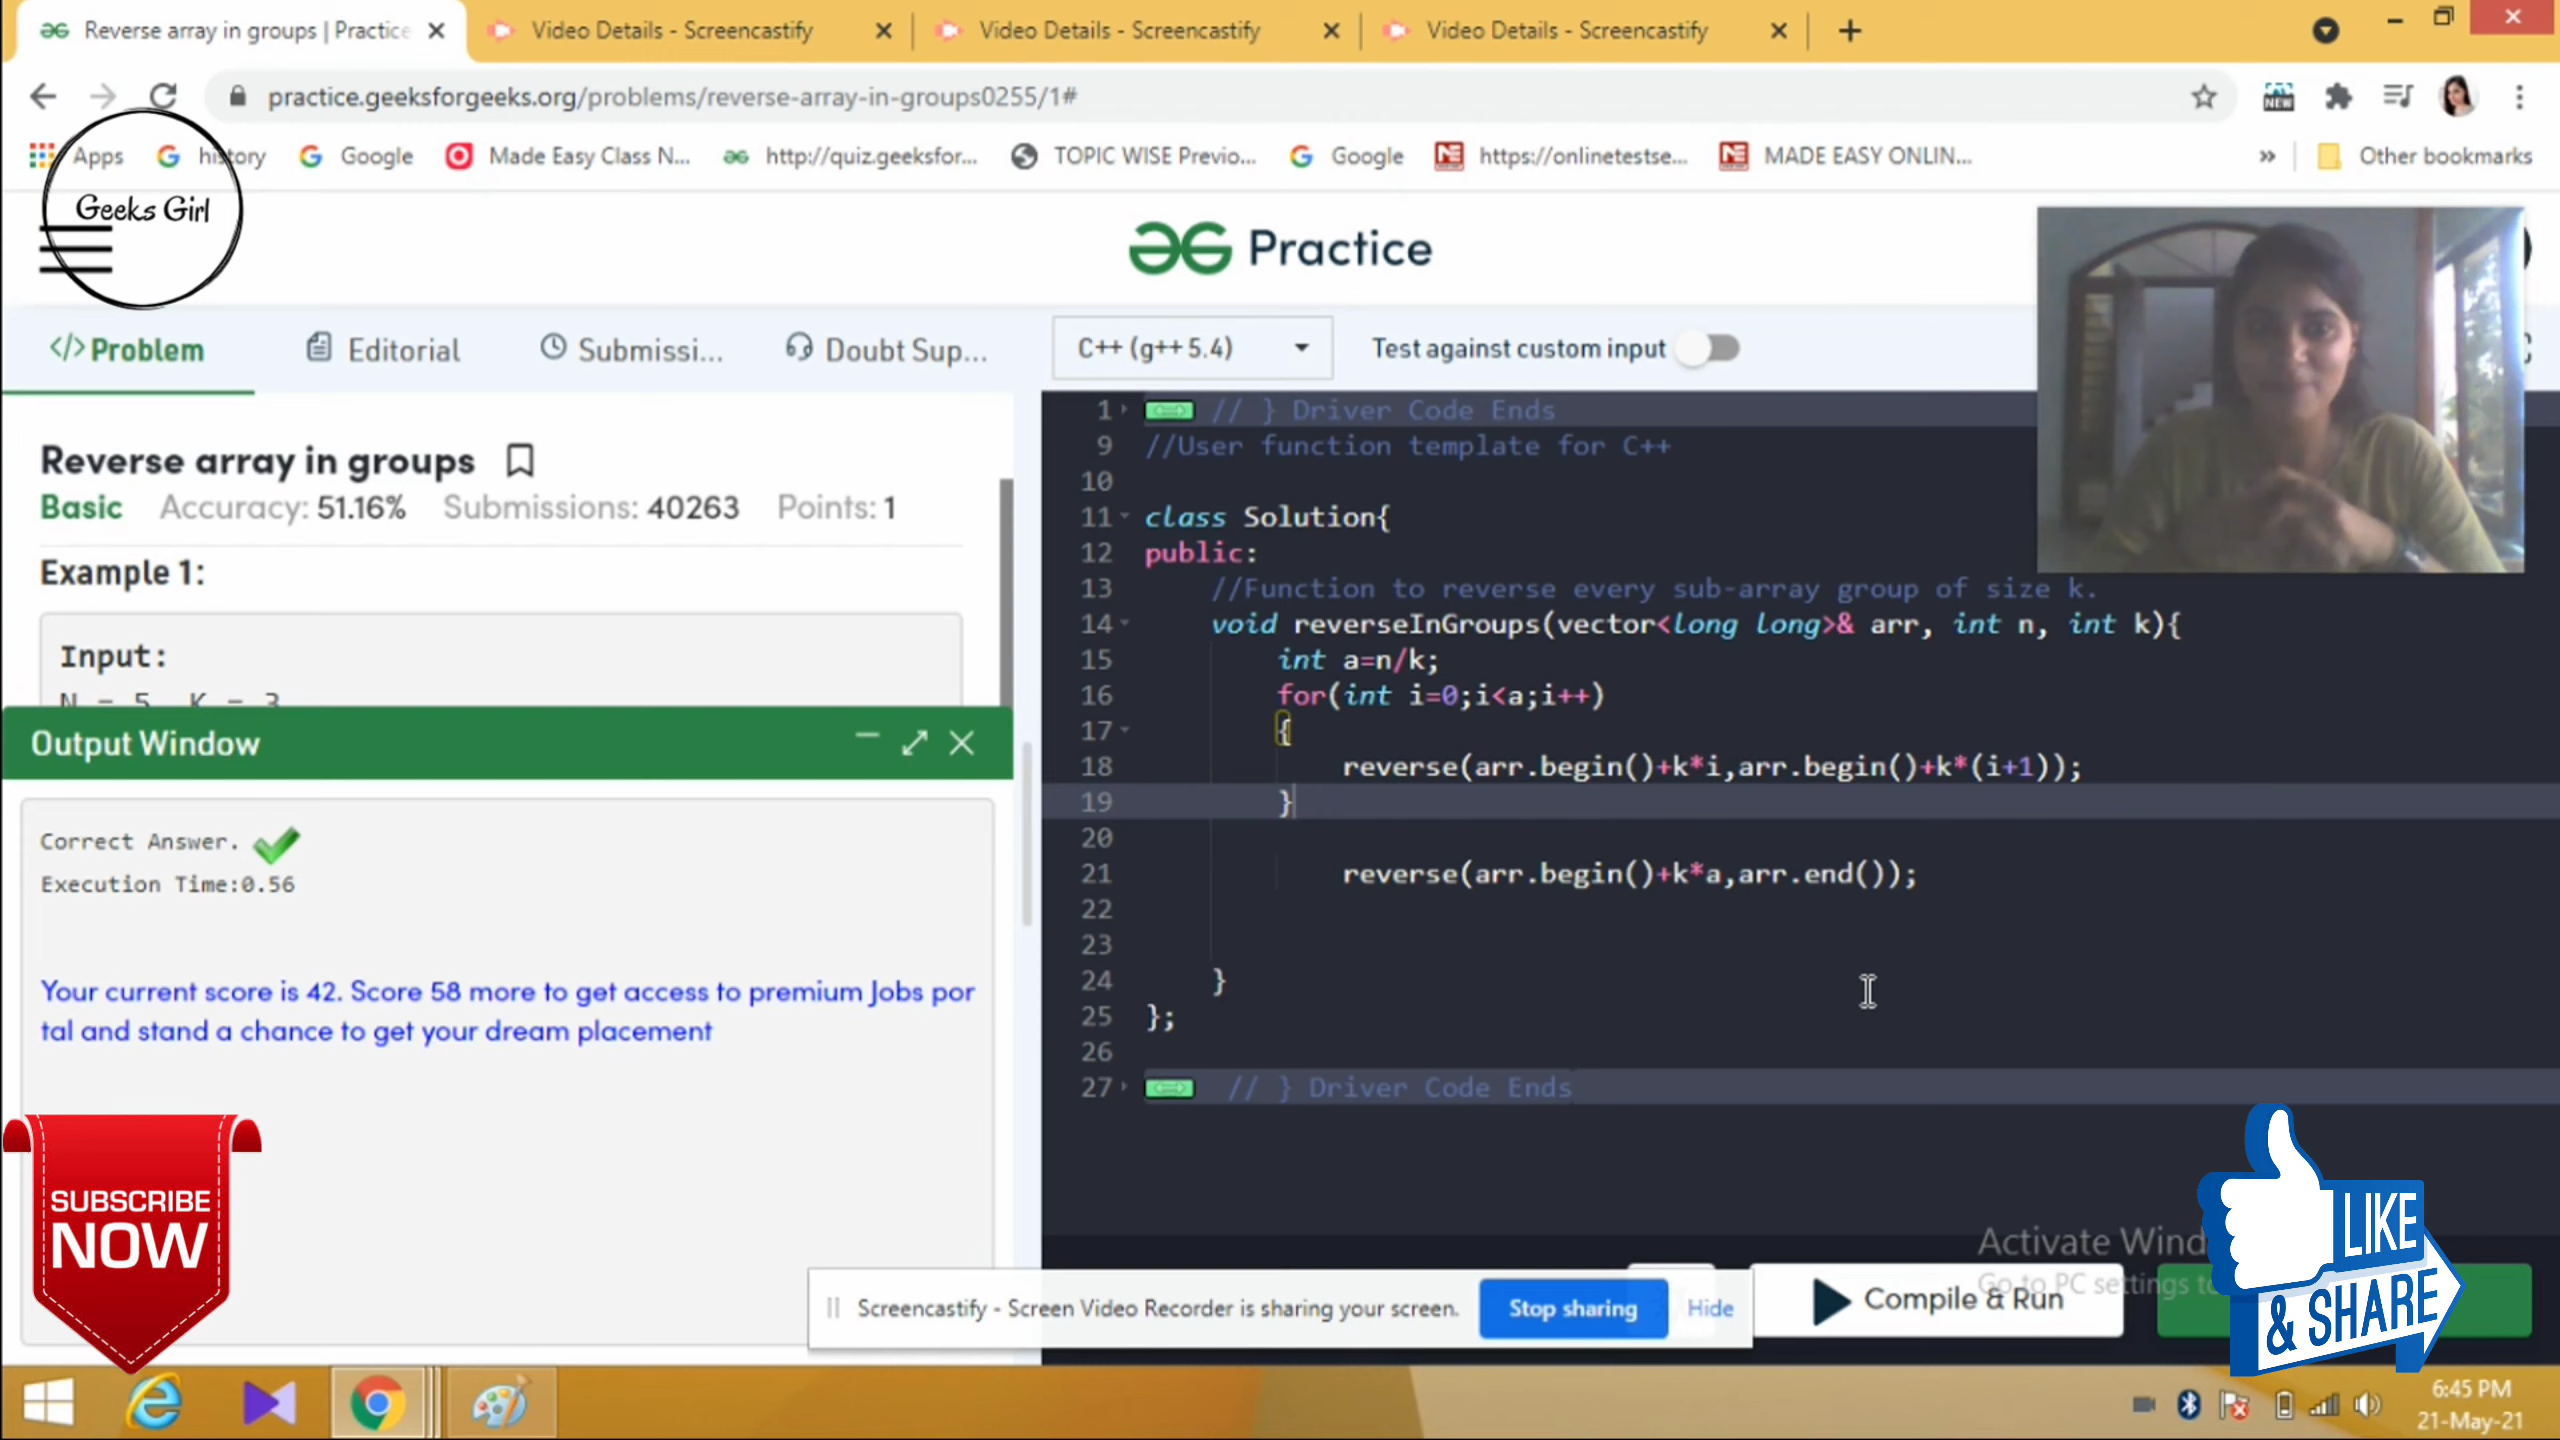 Reverse array in groups | Practice
Video Details - Screencastify
Video Details - Screencastify
Video Details - Screencastify
practice.geeksforgeeks.org/problems/reverse-array-in-groups0255/1#
NEW
Apps
history
Google
Made Easy Class N...
http://quiz.geeksfor...
TOPIC WISE Previo...
Google
https://onlinetestse...
MADE EASY ONLIN...
»
Other bookmarks
Geeks Girl
Practice
</> Problem
Editorial
Submissi...
Doubt Sup...
C++ (g++ 5.4)
Test against custom input
Reverse array in groups
Basic Accuracy: 51.16% Submissions: 40263 Points: 1
Example 1:
Input:
N = 5, K = 3
Output Window
Correct Answer.
Execution Time:0.56
Your current score is 42. Score 58 more to get access to premium Jobs por
tal and stand a chance to get your dream placement
1 // } Driver Code Ends
9 //User function template for C++
10
11 class Solution{
12 public:
13 //Function to reverse every sub-array group of size k.
14 void reverseInGroups(vector<long long>& arr, int n, int k){
15 int a=n/k;
16 for(int i=0;i<a;i++)
17 {
18 reverse(arr.begin()+k*i,arr.begin()+k*(i+1));
19 }
20
21 reverse(arr.begin()+k*a,arr.end());
22
23
24 }
25 };
26
27 // } Driver Code Ends
SUBSCRIBE
NOW
Activate Wind
Go to PC settings to
LIKE
& SHARE
Screencastify - Screen Video Recorder is sharing your screen.
Stop sharing
Hide
Compile & Run
6:45 PM
21-May-21